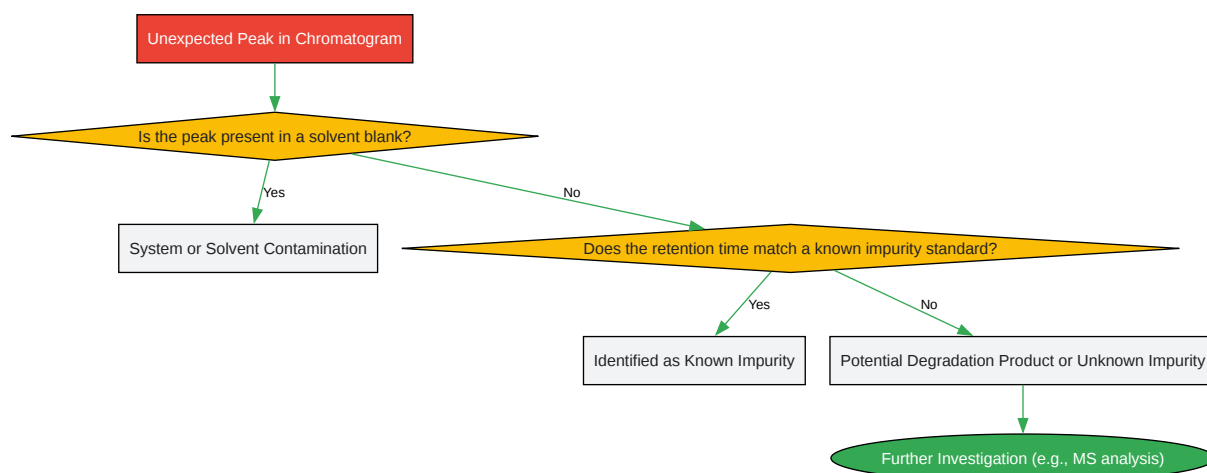 Unexpected Peak in Chromatogram
Is the peak present in a solvent blank?
Yes
No
System or Solvent Contamination
Does the retention time match a known impurity standard?
Yes
No
Identified as Known Impurity
Potential Degradation Product or Unknown Impurity
Further Investigation (e.g., MS analysis)